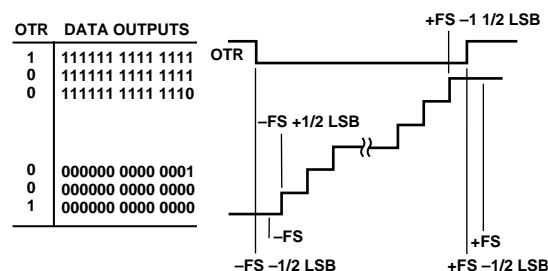 OTR DATA OUTPUTS
1 111111 1111 1111
0 111111 1111 1111
0 111111 1111 1110
0 000000 0000 0001
0 000000 0000 0000
1 000000 0000 0000
+FS –1 1/2 LSB
OTR
–FS +1/2 LSB
–FS
+FS
–FS –1/2 LSB
+FS –1/2 LSB